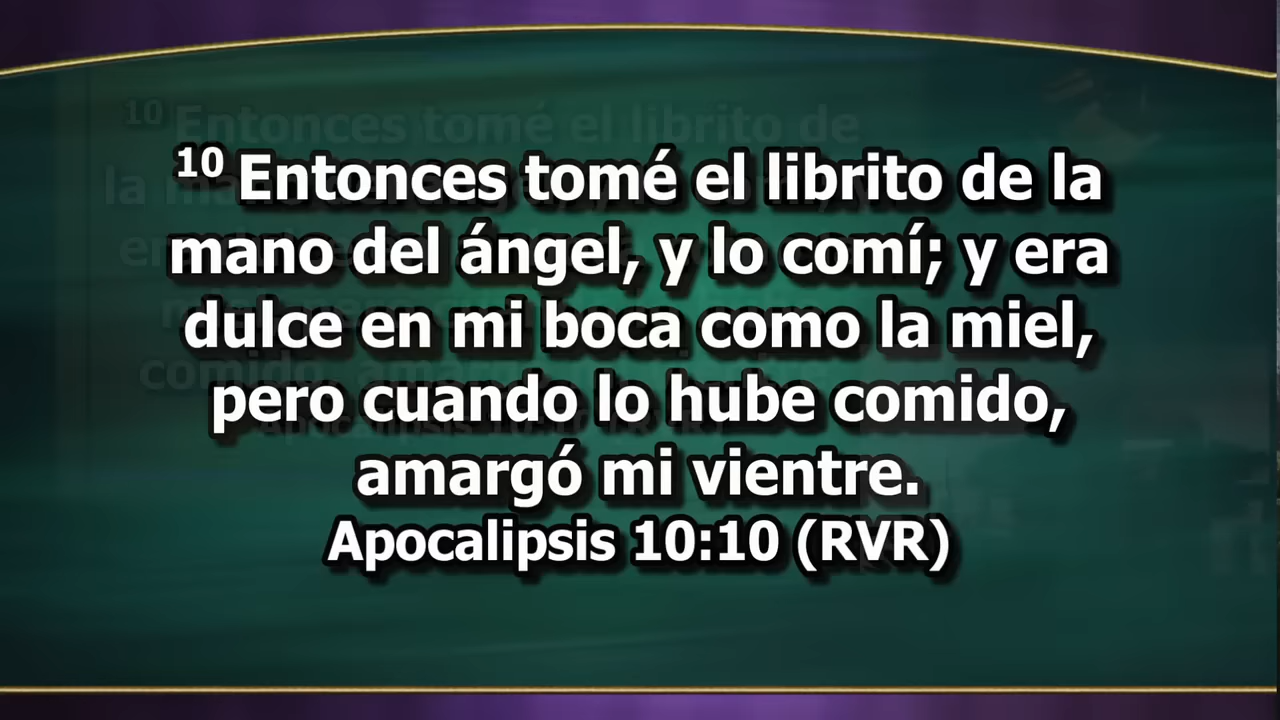 10 Entonces tomé el librito de la
mano del ángel, y lo comí; y era
dulce en mi boca como la miel,
pero cuando lo hube comido,
amargó mi vientre.
Apocalipsis 10:10 (RVR)